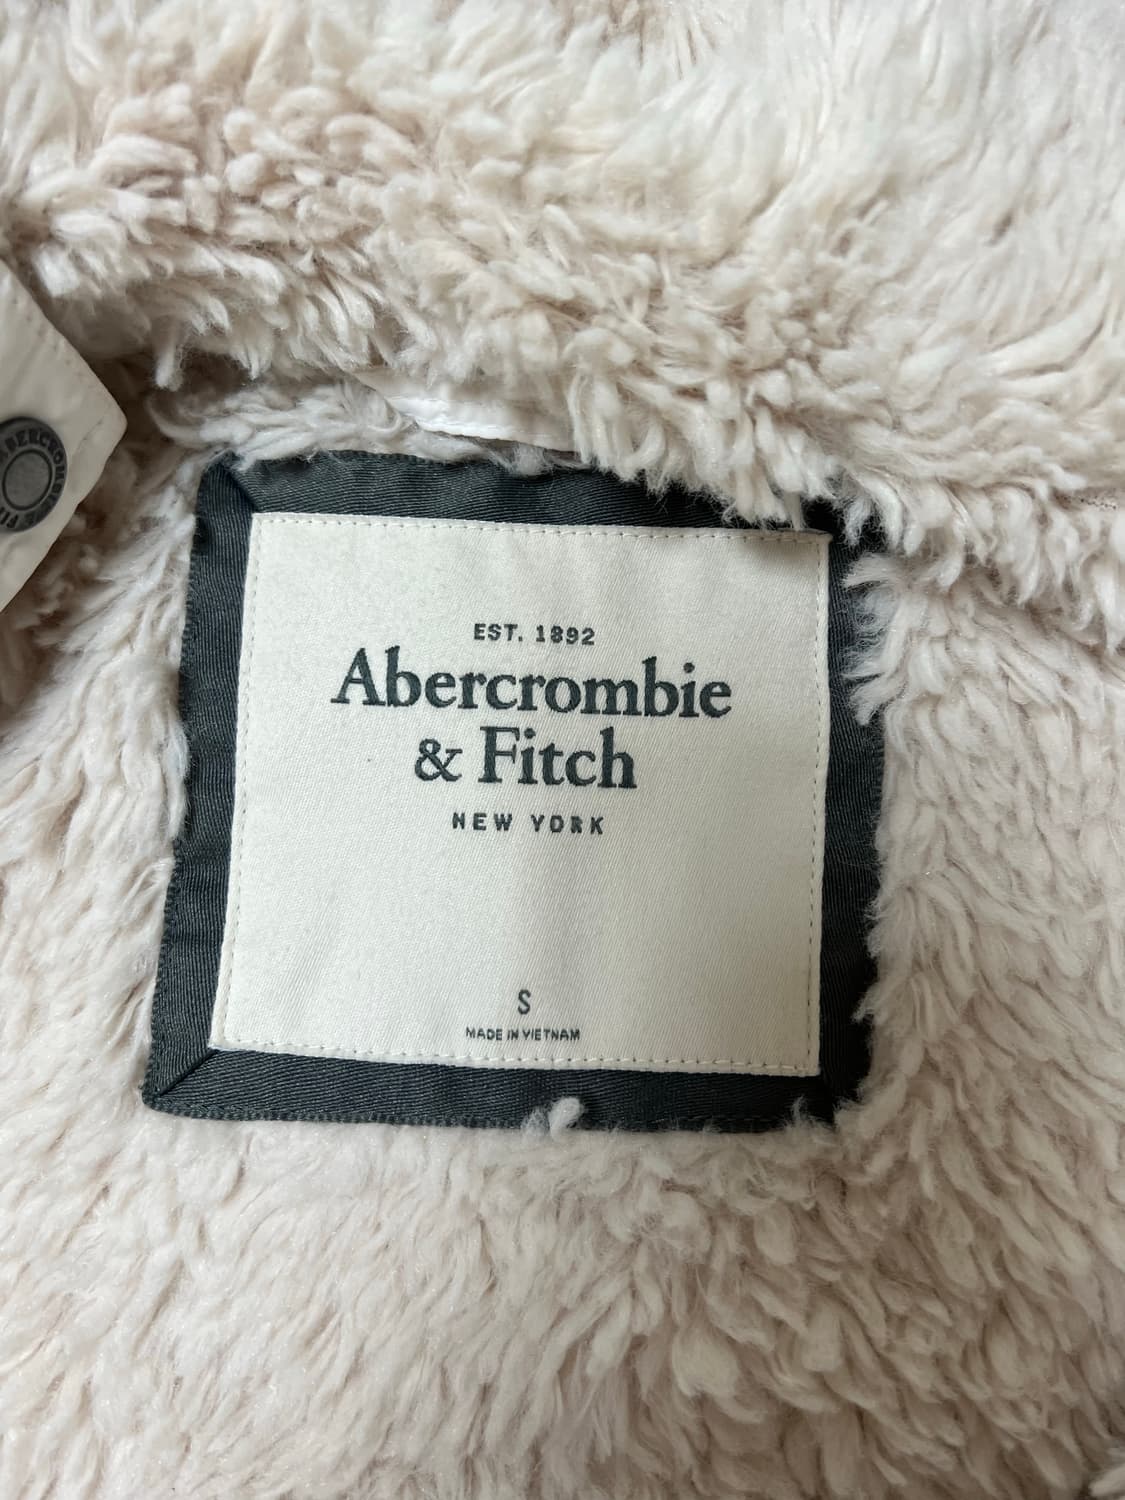 EST. 1892
Abercrombie
& Fitch
NEW YORK
S
MADE IN VIETNAM